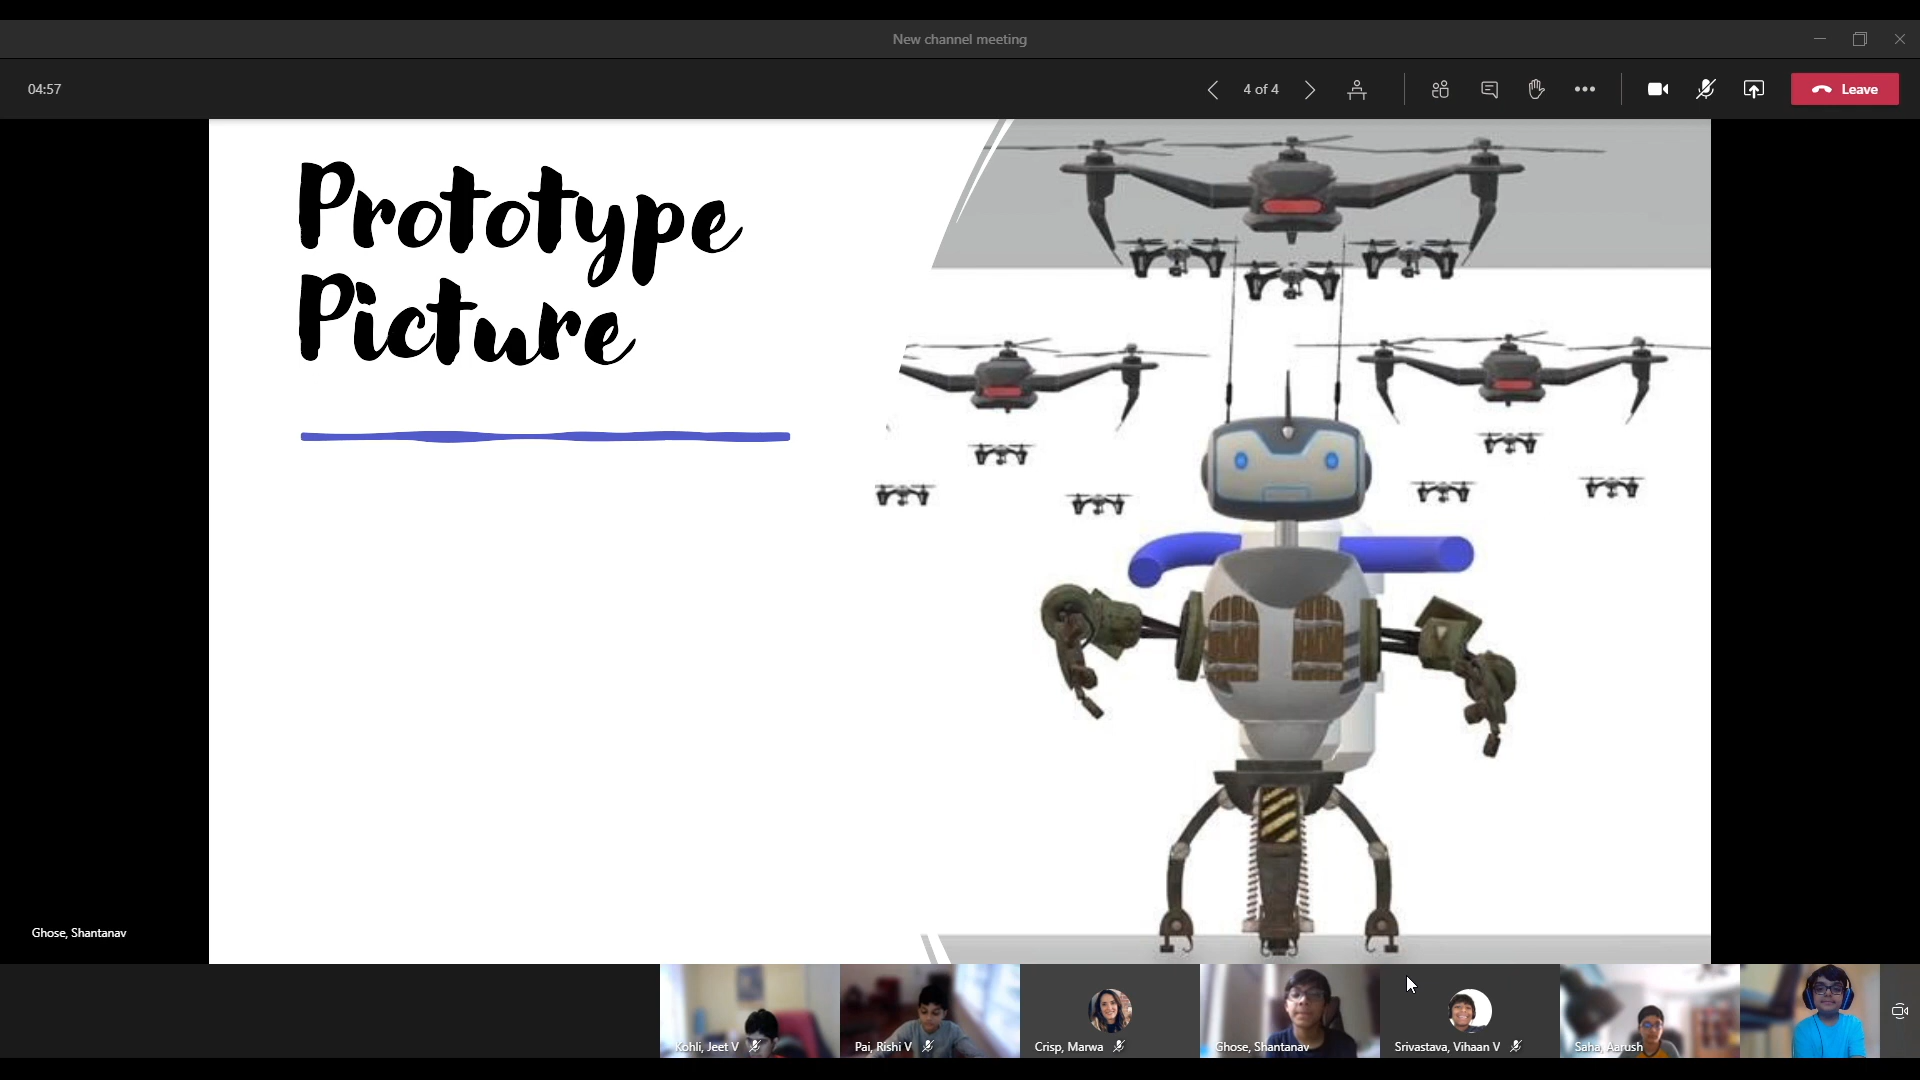 New channel meeting
04:57
4 of 4
Leave
Prototype
Picture
Ghose, Shantanav
Kohli, Jeet V
Pai, Rishi V
Crisp, Marwa
Ghose, Shantanav
Srivastava, Vihaan V
Saha, Aarush